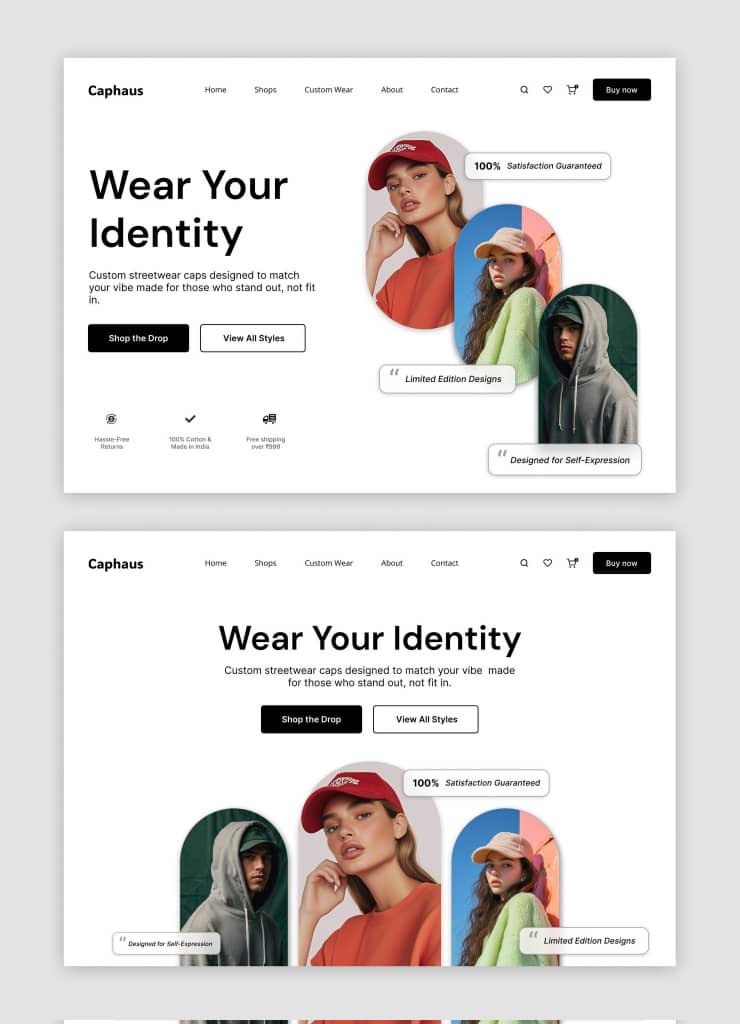 Caphaus
Home Shops Custom Wear About Contact
Buy now
Wear Your
Identity
Custom streetwear caps designed to match
your vibe made for those who stand out, not fit
in.
Shop the Drop
View All Styles
Hassle-Free
Returns
100% Cotton &
Made in India
Free shipping
over ₹999
100% Satisfaction Guaranteed
“ Limited Edition Designs
“ Designed for Self-Expression
Caphaus
Home Shops Custom Wear About Contact
Buy now
Wear Your Identity
Custom streetwear caps designed to match your vibe made
for those who stand out, not fit in.
Shop the Drop
View All Styles
100% Satisfaction Guaranteed
“ Designed for Self-Expression
“ Limited Edition Designs